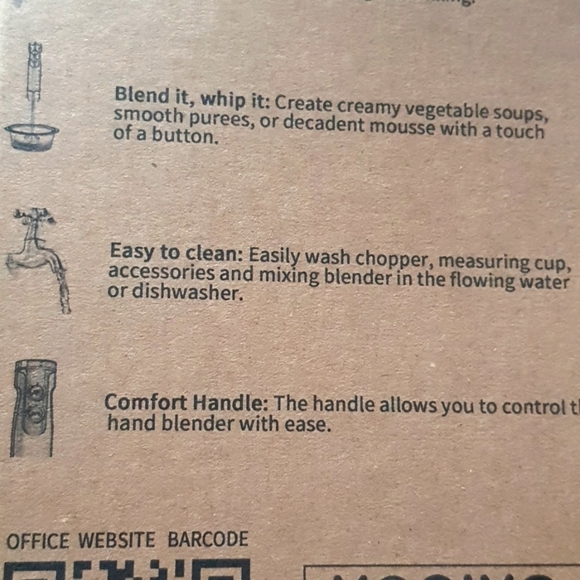 Blend it, whip it: Create creamy vegetable soups,
smooth purees, or decadent mousse with a touch
of a button.
Easy to clean: Easily wash chopper, measuring cup,
accessories and mixing blender in the flowing water
or dishwasher.
Comfort Handle: The handle allows you to control
hand blender with ease.
OFFICE WEBSITE BARCODE